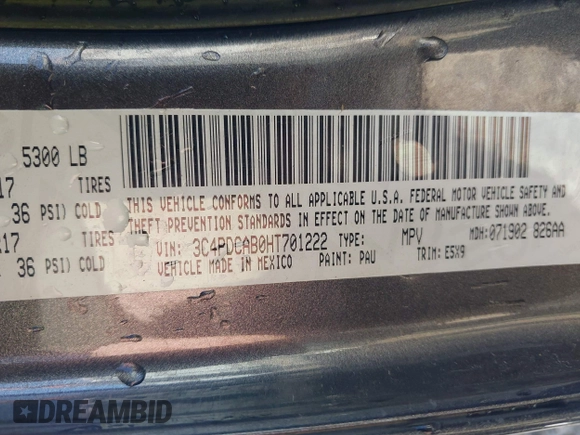 5300 LB
17 TIRES
36 PSI) COLD
17 TIRES
36 PSI) COLD
THIS VEHICLE CONFORMS TO ALL APPLICABLE U.S.A. FEDERAL MOTOR VEHICLE SAFETY AND
THEFT PREVENTION STANDARDS IN EFFECT ON THE DATE OF MANUFACTURE SHOWN ABOVE.
VIN: 3C4PDCAB0HT701222 TYPE: MPV MDH: 071902 826AA
VEHICLE MADE IN MEXICO PAINT: PAU TRIM: E5X9
DREAMBID